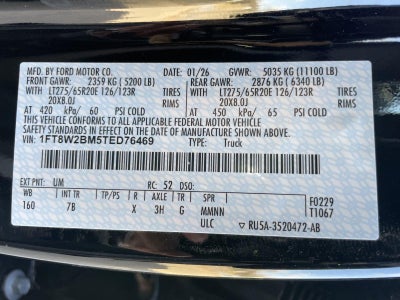 MFD. BY FORD MOTOR CO. 01/26 GVWR: 5035 KG (11100 LB)
FRONT GAWR: 2359 KG ( 5200 LB) REAR GAWR: 2876 KG ( 6340 LB)
WITH LT275/65R20E 126/123R TIRES WITH LT275/65R20E 126/123R TIRES
20X8.0J RIMS 20X8.0J RIMS
AT 420 kPa/ 60 PSI COLD AT 450 kPa/ 65 PSI COLD
THIS VEHICLE CONFORMS TO ALL APPLICABLE FEDERAL MOTOR VEHICLE
SAFETY STANDARDS IN EFFECT ON THE DATE OF MANUFACTURE SHOWN ABOVE.
VIN: 1FT8W2BM5TED76469 TYPE: Truck
EXT PNT: UM RC: 52 DSO:
WB INT TR TP/PS R AXLE TR SPR F0229
160 7B X 3H G MMNN T1067
ULC RU5A-3520472-AB